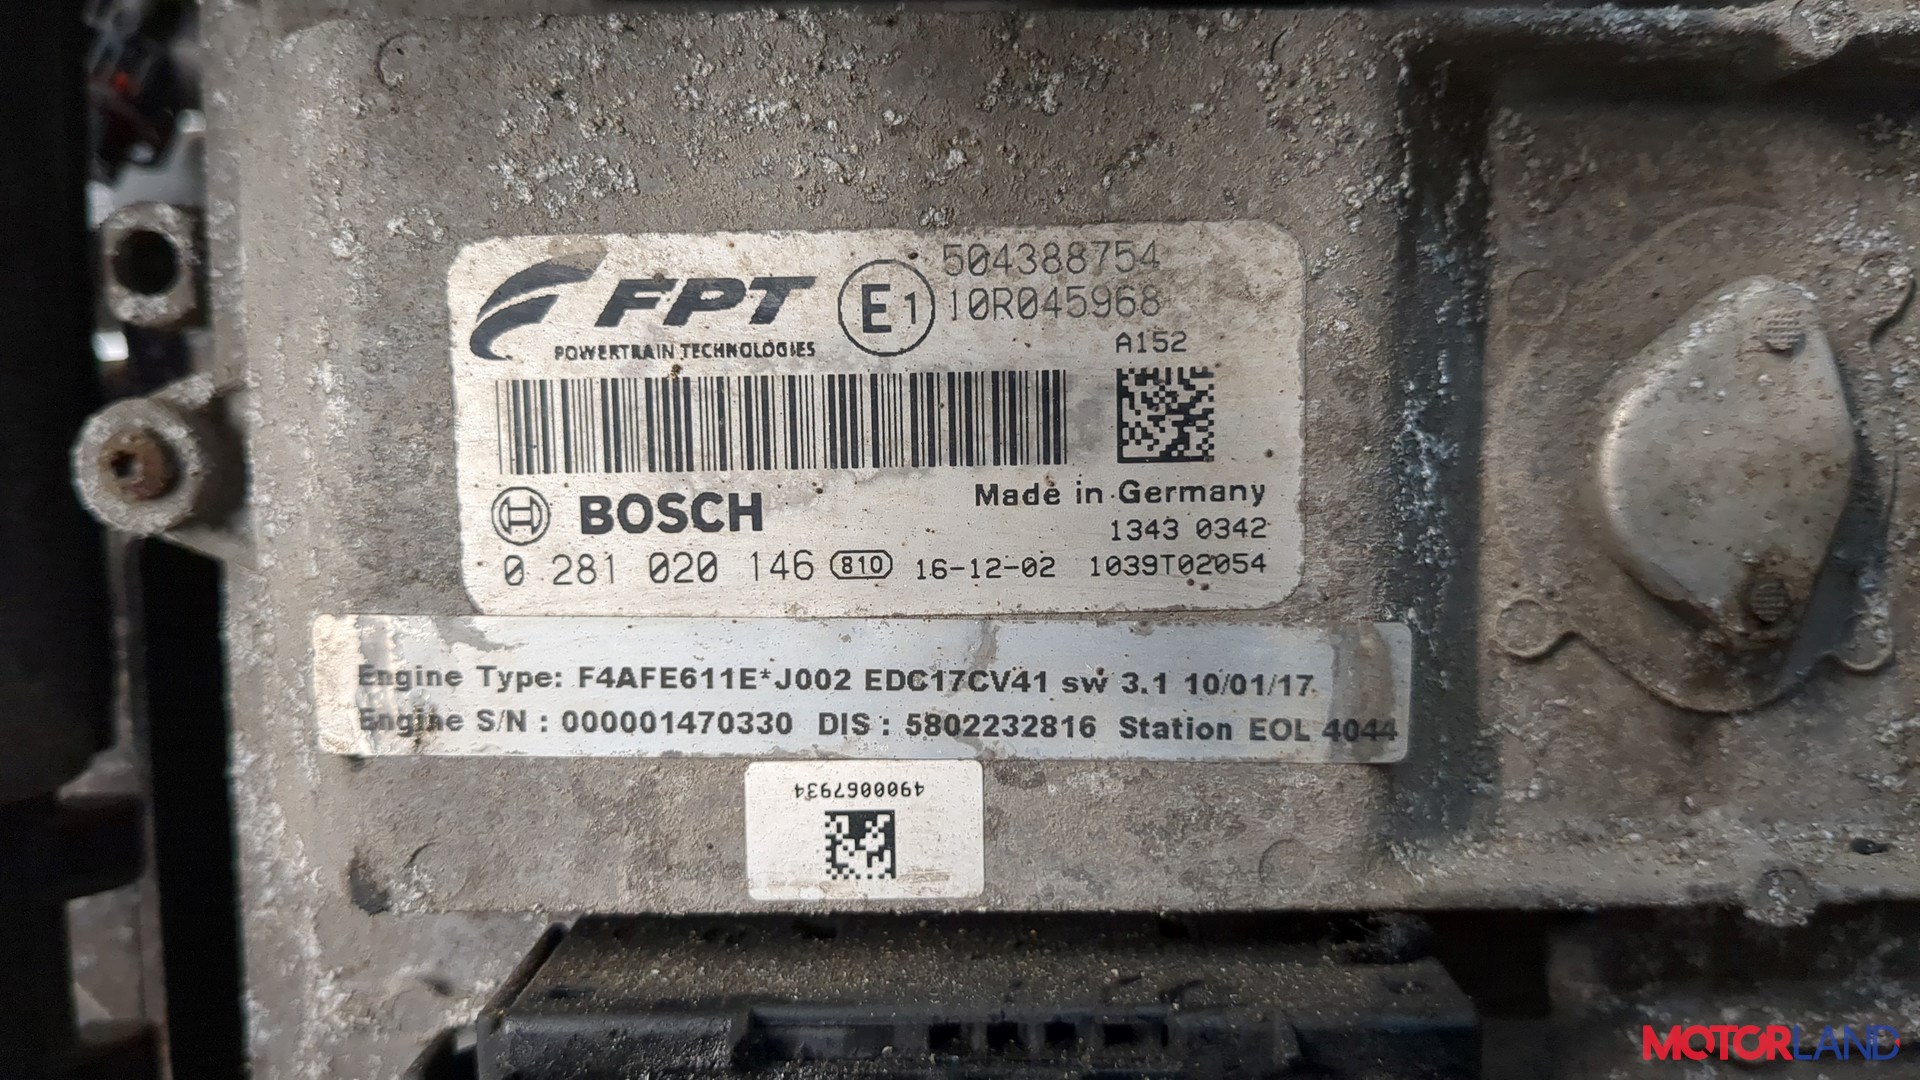 FPT
POWERTRAIN TECHNOLOGIES
E1
504388754
10R045968
A152
BOSCH
Made in Germany
1343 0342
0 281 020 146 810 16-12-02 1039T02054
Engine Type: F4AFE611E*J002 EDC17CV41 sw 3.1 10/01/17
Engine S/N : 000001470330 DIS : 5802232816 Station EOL 4044
4900067934
MOTORLAND